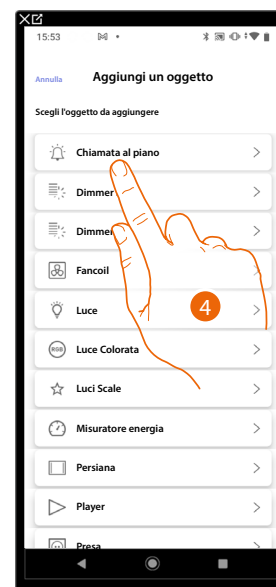 15:53
Annulla
Aggiungi un oggetto
Scegli l'oggetto da aggiungere
Chiamata al piano
Dimmer
Dimmer
Fancoil
Luce
4
RGB
Luce Colorata
Luci Scale
Misuratore energia
Persiana
Player
Presa